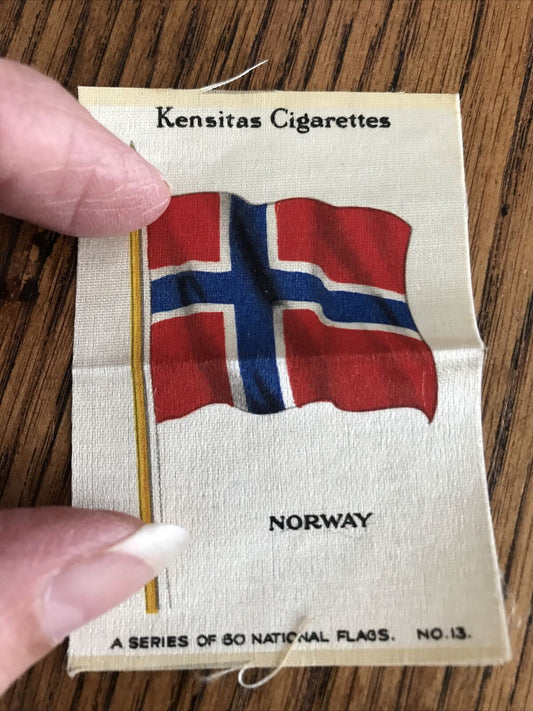 Kensitas Cigarettes
NORWAY
A SERIES OF 60 NATIONAL FLAGS. NO.13.